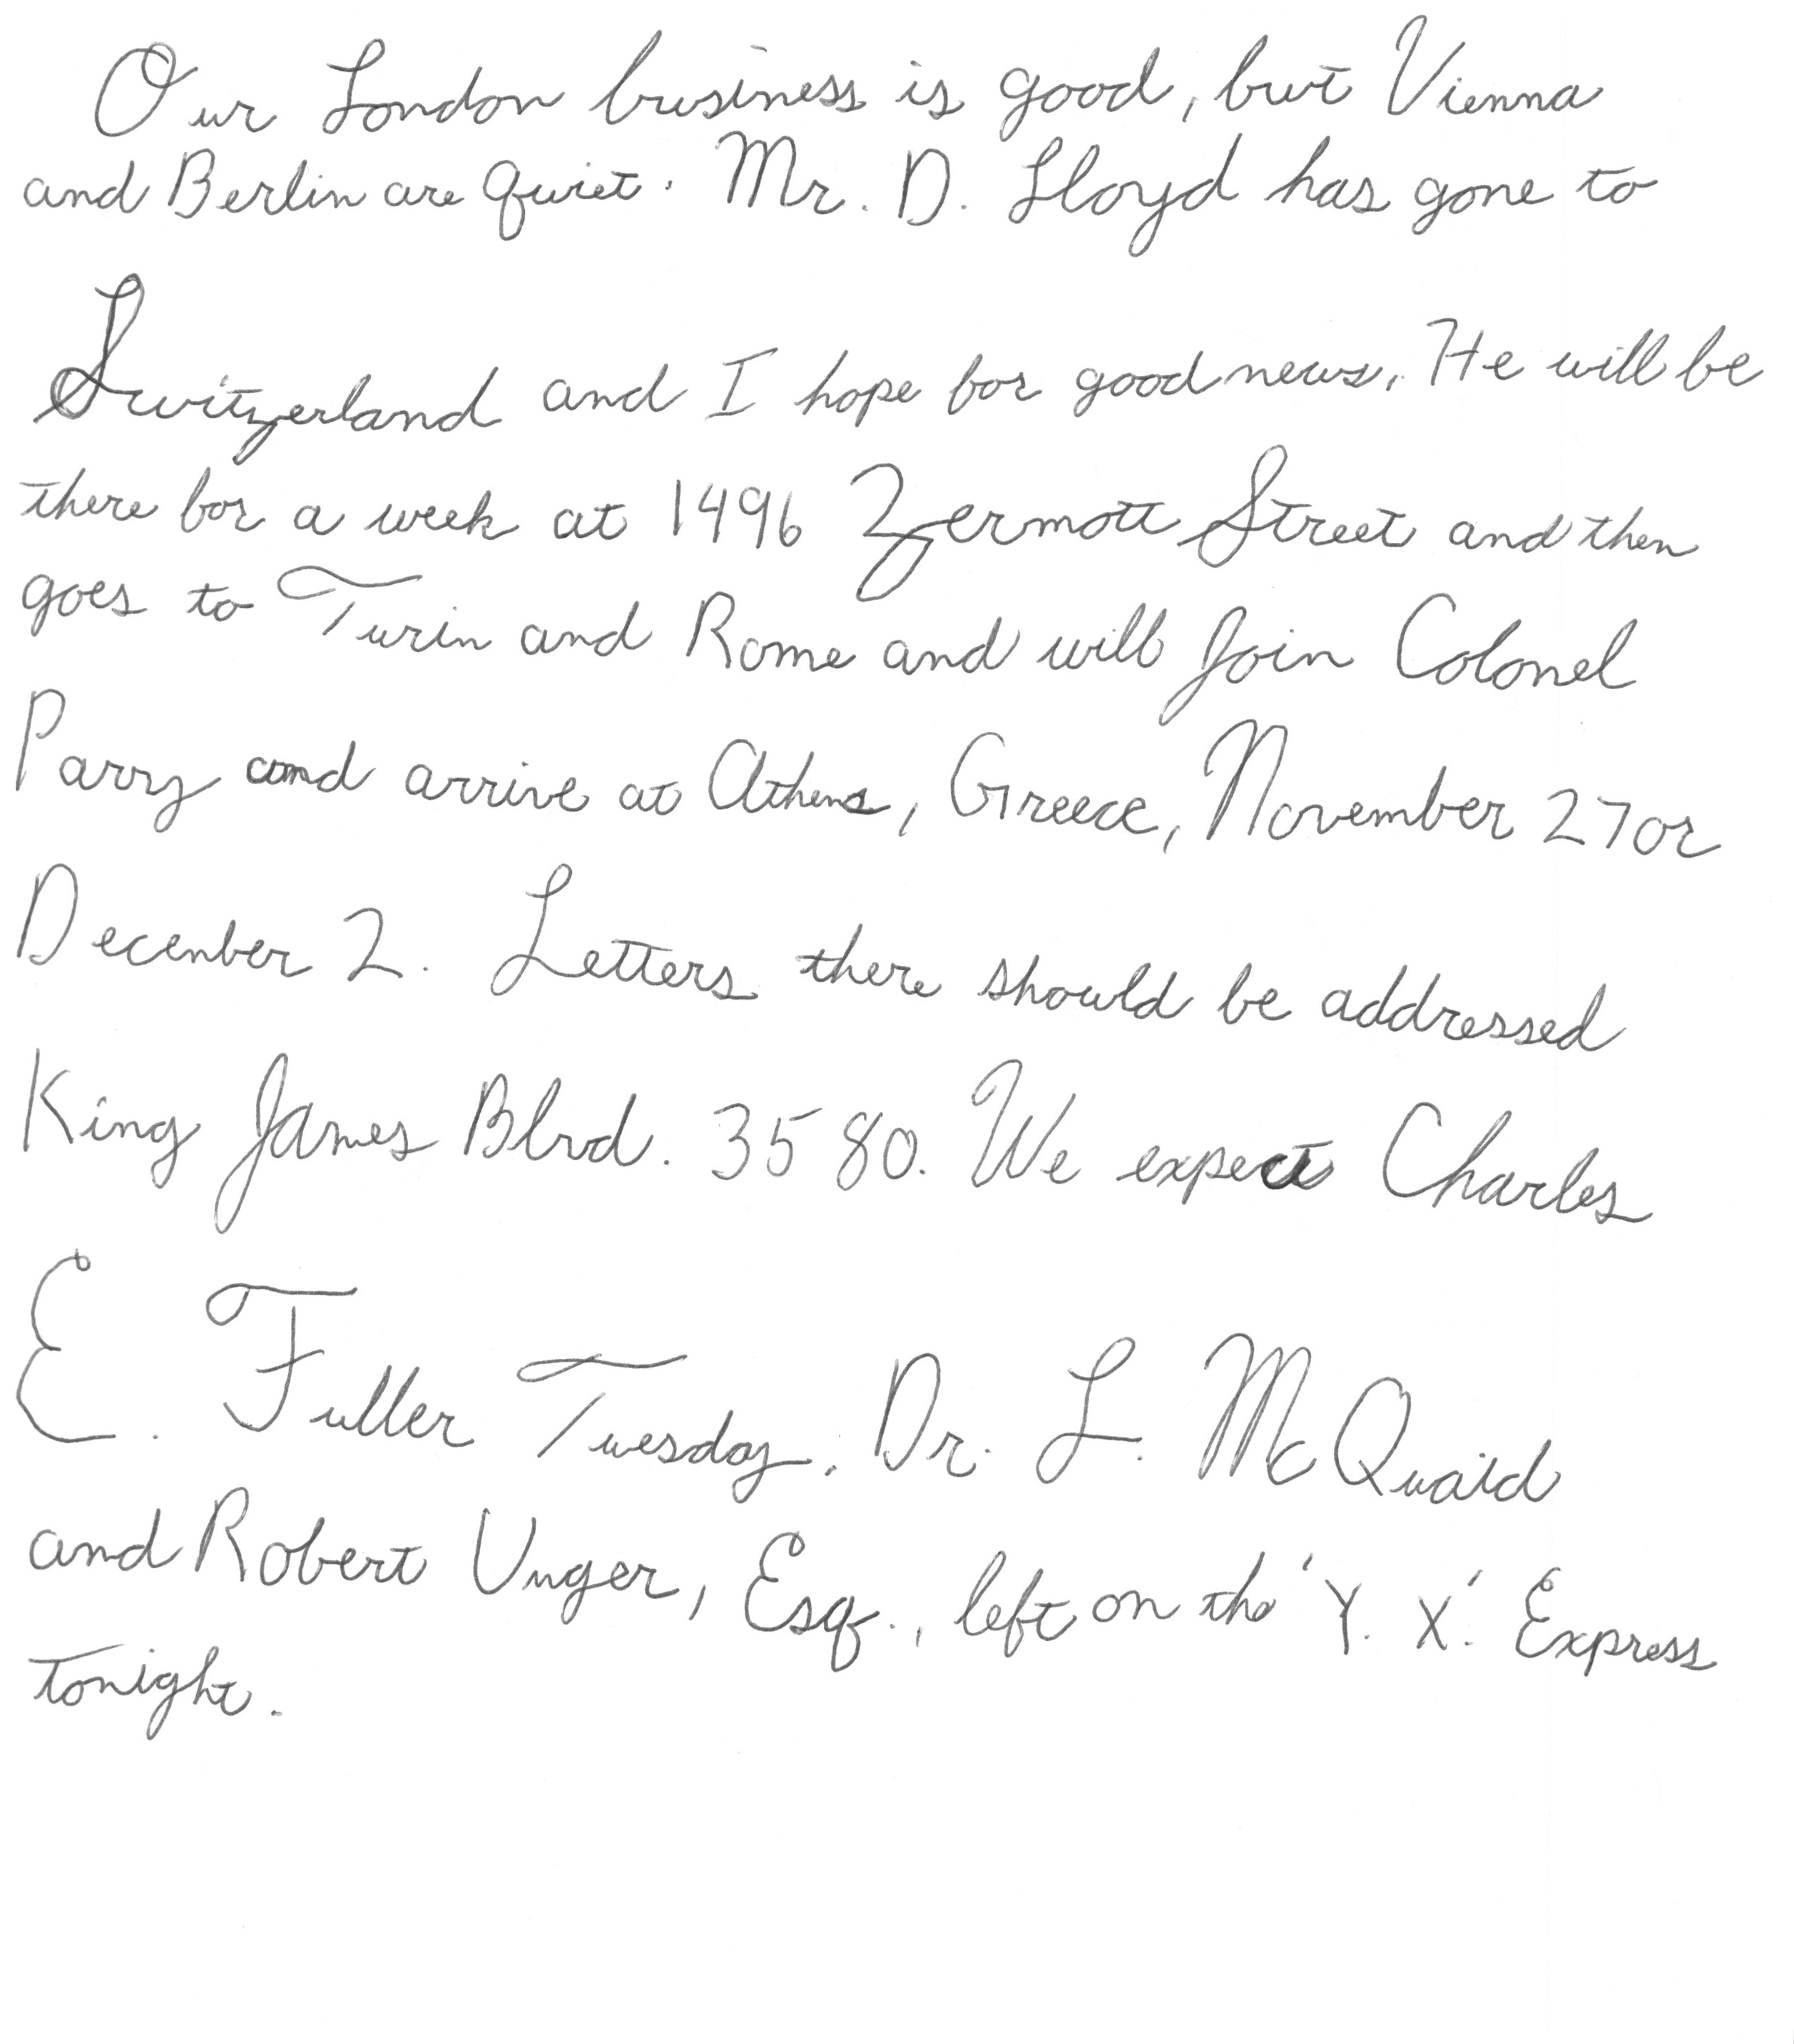 Our London business is good, but Vienna
and Berlin are quiet. Mr. D. Lloyd has gone to
Switzerland and I hope for good news. He will be
there for a week at 1496 Zermott Street and then
goes to Turin and Rome and will join Colonel
Parry and arrive at Athens, Greece, November 27 or
December 2. Letters there should be addressed
King James Blvd. 3580. We expect Charles
E. Fuller Tuesday. Dr. L. McQuaid
and Robert Unger, Esq., left on the 'Y. X.' Express
tonight.